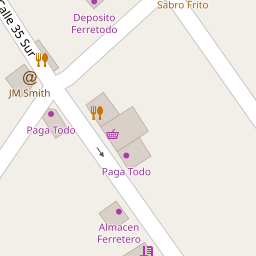 Calle 35 Sur
Deposito
Ferretodo
Sabro Frito
@
JM Smith
Paga Todo
Paga Todo
Almacen
Ferretero